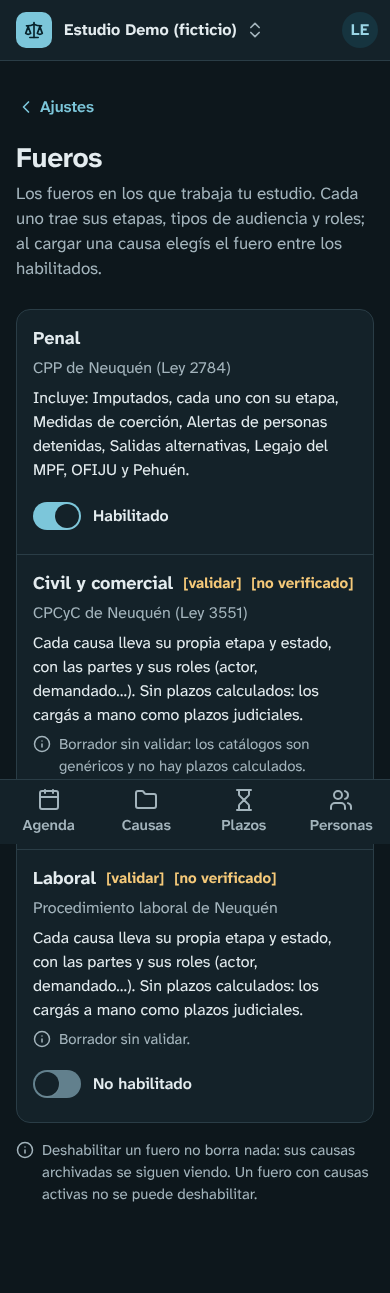 Estudio Demo (ficticio)
LE
Ajustes
Fueros
Los fueros en los que trabaja tu estudio. Cada
uno trae sus etapas, tipos de audiencia y roles;
al cargar una causa elegís el fuero entre los
habilitados.
Penal
CPP de Neuquén (Ley 2784)
Incluye: Imputados, cada uno con su etapa,
Medidas de coerción, Alertas de personas
detenidas, Salidas alternativas, Legajo del
MPF, OFIJU y Pehuén.
Habilitado
Civil y comercial [validar] [no verificado]
CPCyC de Neuquén (Ley 3551)
Cada causa lleva su propia etapa y estado,
con las partes y sus roles (actor,
demandado...). Sin plazos calculados: los
cargás a mano como plazos judiciales.
Borrador sin validar: los catálogos son
genéricos y no hay plazos calculados.
Agenda Causas Plazos Personas
Laboral [validar] [no verificado]
Procedimiento laboral de Neuquén
Cada causa lleva su propia etapa y estado,
con las partes y sus roles (actor,
demandado...). Sin plazos calculados: los
cargás a mano como plazos judiciales.
Borrador sin validar.
No habilitado
Deshabilitar un fuero no borra nada: sus causas
archivadas se siguen viendo. Un fuero con causas
activas no se puede deshabilitar.